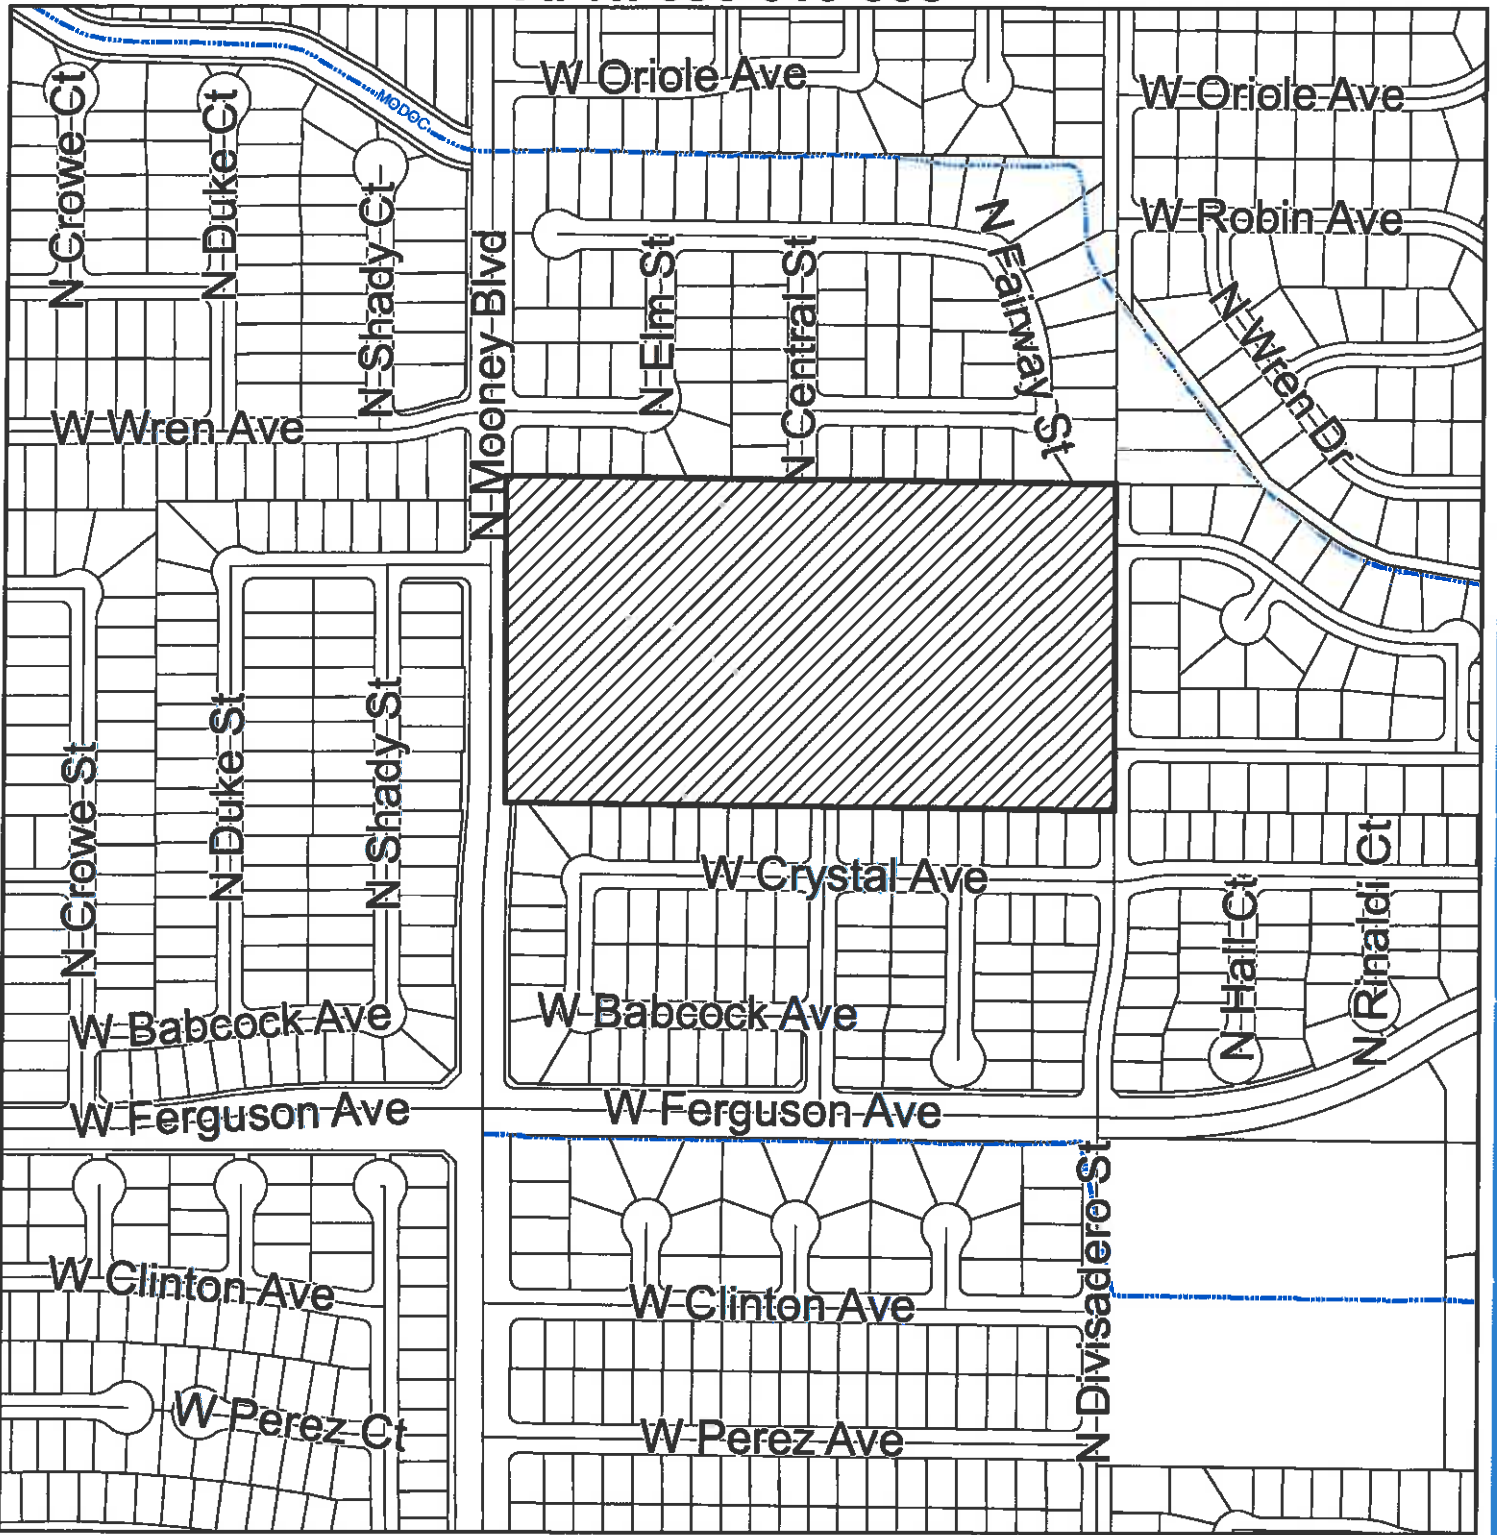 W Oriole Ave
W Oriole Ave
MODOC
N Crowe Ct
N Duke Ct
N Shady Ct
N Mooney Blvd
W Robin Ave
N Elm St
N Central St
N Fairway St
N Wren Dr
W Wren Ave
N Crowe St
N Duke St
N Shady St
W Crystal Ave
N Hall Ct
N Rinaldi Ct
W Babcock Ave
W Babcock Ave
W Ferguson Ave
W Ferguson Ave
N Divisadero St
W Clinton Ave
W Clinton Ave
W Perez Ct
W Perez Ave